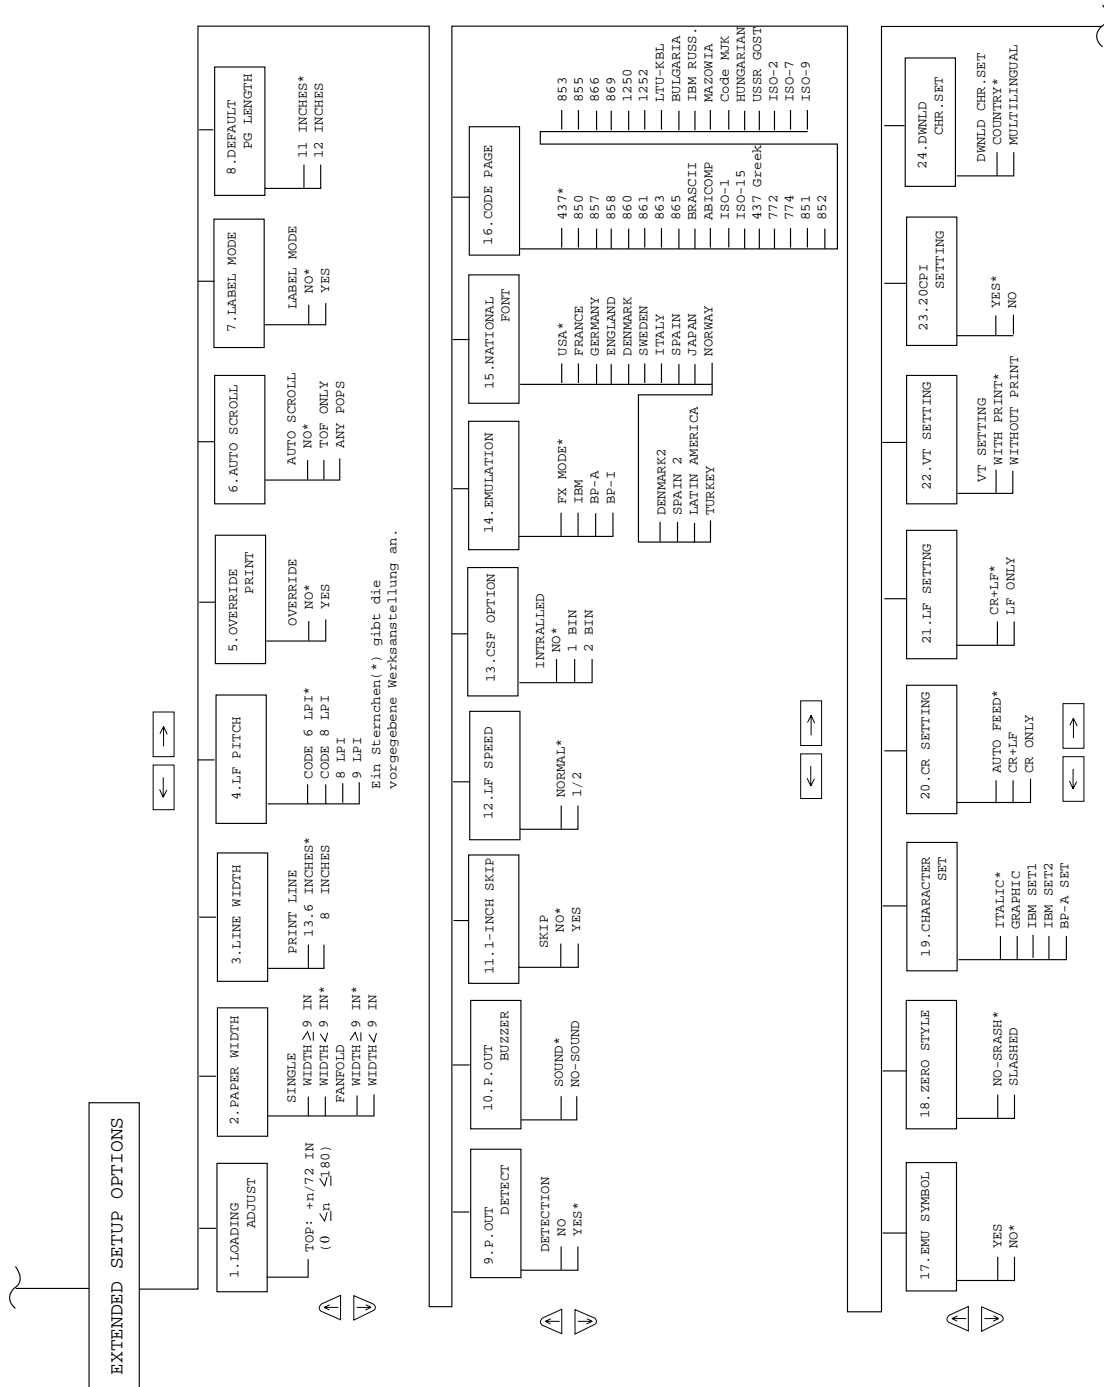 EXTENDED SETUP OPTIONS
1.LOADING
ADJUST
TOP: +n/72 IN
(0 ≤n ≤180)
2.PAPER WIDTH
SINGLE
WIDTH≥9 IN
WIDTH<9 IN*
FANFOLD
WIDTH≥9 IN*
WIDTH<9 IN
3.LINE WIDTH
PRINT LINE
13.6 INCHES*
8 INCHES
4.LF PITCH
CODE 6 LPI*
CODE 8 LPI
8 LPI
9 LPI
5.OVERRIDE
PRINT
OVERRIDE
NO*
YES
6.AUTO SCROLL
AUTO SCROLL
NO*
TOF ONLY
ANY POPS
7.LABEL MODE
LABEL MODE
NO*
YES
8.DEFAULT
PG LENGTH
11 INCHES*
12 INCHES
Ein Sternchen(*) gibt die
vorgegebene Werksanstellung an.
9.P.OUT
DETECT
DETECTION
NO
YES*
10.P.OUT
BUZZER
SOUND*
NO-SOUND
11.1-INCH SKIP
SKIP
NO*
YES
12.LF SPEED
NORMAL*
1/2
13.CSF OPTION
INTRALLED
NO*
1 BIN
2 BIN
14.EMULATION
FX MODE*
IBM
BP-A
BP-I
15.NATIONAL
FONT
USA*
FRANCE
GERMANY
ENGLAND
DENMARK
SWEDEN
ITALY
SPAIN
JAPAN
NORWAY
DENMARK2
SPAIN 2
LATIN AMERICA
TURKEY
16.CODE PAGE
437*
850
857
858
860
861
863
865
BRASCII
ABICOMP
ISO-1
ISO-15
437 Greek
772
774
851
852
853
855
866
869
1250
1252
LTU-KBL
BULGARIA
IBM RUSS.
MAZOWIA
Code MJK
HUNGARIAN
USSR GOST
ISO-2
ISO-7
ISO-9
17.EMU SYMBOL
YES
NO*
18.ZERO STYLE
NO-SRASH*
SLASHED
19.CHARACTER
SET
ITALIC*
GRAPHIC
IBM SET1
IBM SET2
BP-A SET
20.CR SETTING
AUTO FEED*
CR+LF
CR ONLY
21.LF SETTNG
CR+LF*
LF ONLY
22.VT SETTING
VT SETTING
WITH PRINT*
WITHOUT PRINT
23.20CPI
SETTING
YES*
NO
24.DWNLD
CHR.SET
DWNLD CHR.SET
COUNTRY*
MULTILINGUAL